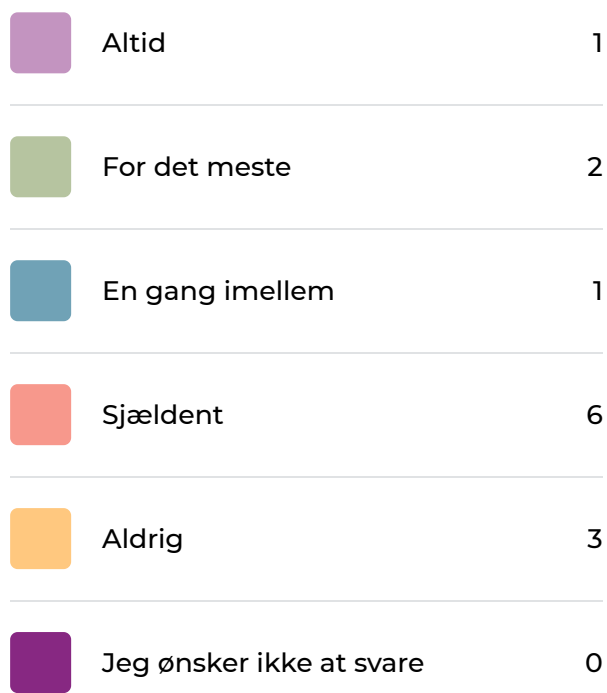 Altid 1
For det meste 2
En gang imellem 1
Sjældent 6
Aldrig 3
Jeg ønsker ikke at svare 0